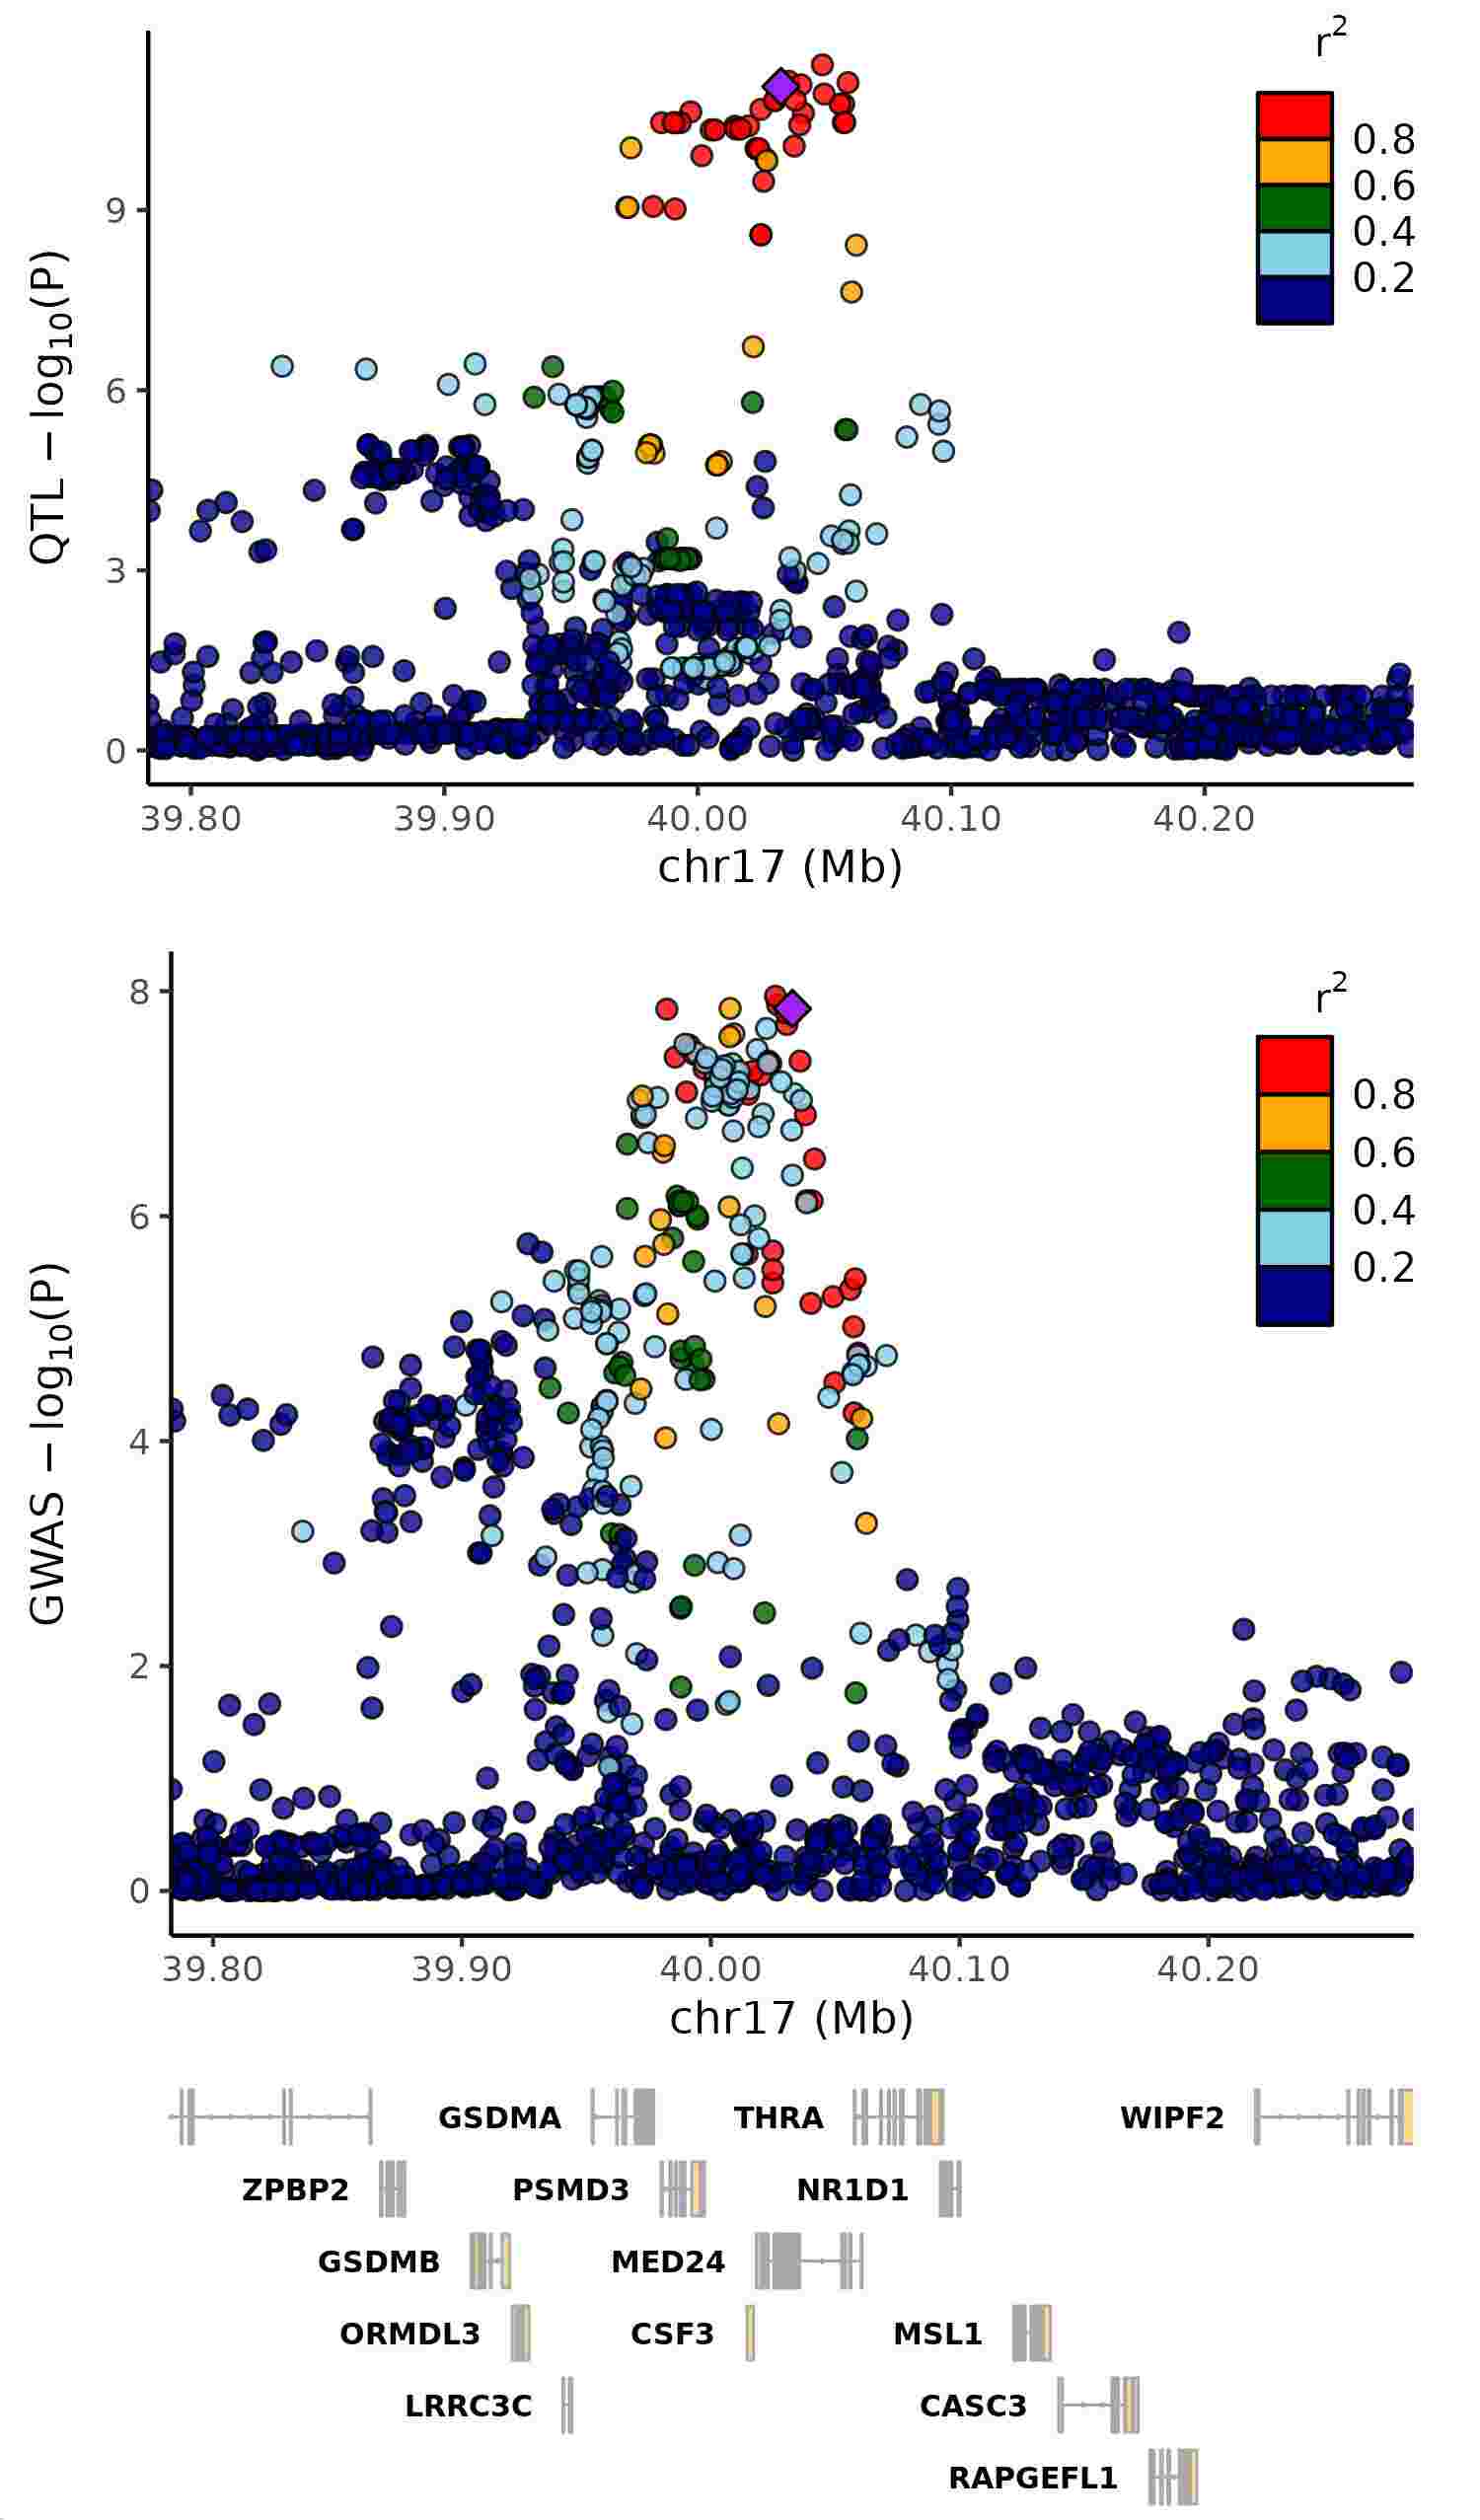 r²
0.8
0.6
0.4
0.2
QTL − log₁₀(P)
9
6
3
0
39.80 39.90 40.00 40.10 40.20
chr17 (Mb)
r²
0.8
0.6
0.4
0.2
GWAS − log₁₀(P)
8
6
4
2
0
39.80 39.90 40.00 40.10 40.20
chr17 (Mb)
GSDMA THRA WIPF2
ZPBP2 PSMD3 NR1D1
GSDMB MED24
ORMDL3 CSF3 MSL1
LRRC3C CASC3
RAPGEFL1